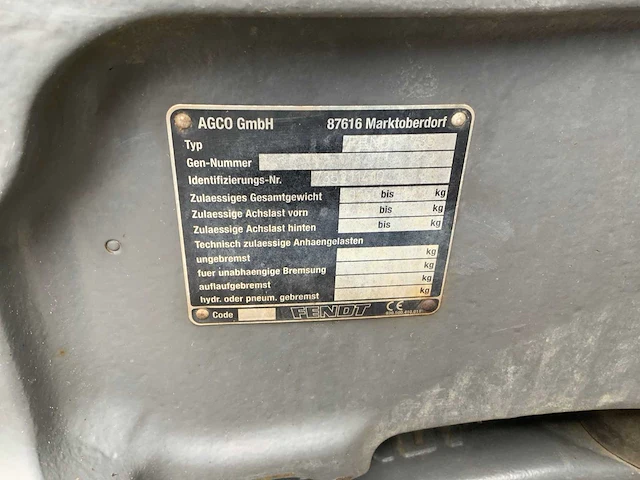 AGCO GmbH 87616 Marktoberdorf
Typ
Gen-Nummer
Identifizierungs-Nr.
Zulaessiges Gesamtgewicht bis kg
Zulaessige Achslast vorn bis kg
Zulaessige Achslast hinten bis kg
Technisch zulaessige Anhaengelasten
ungebremst kg
fuer unabhaengige Bremsung kg
auflaufgebremst kg
hydr. oder pneum. gebremst kg
Code FENDT CE